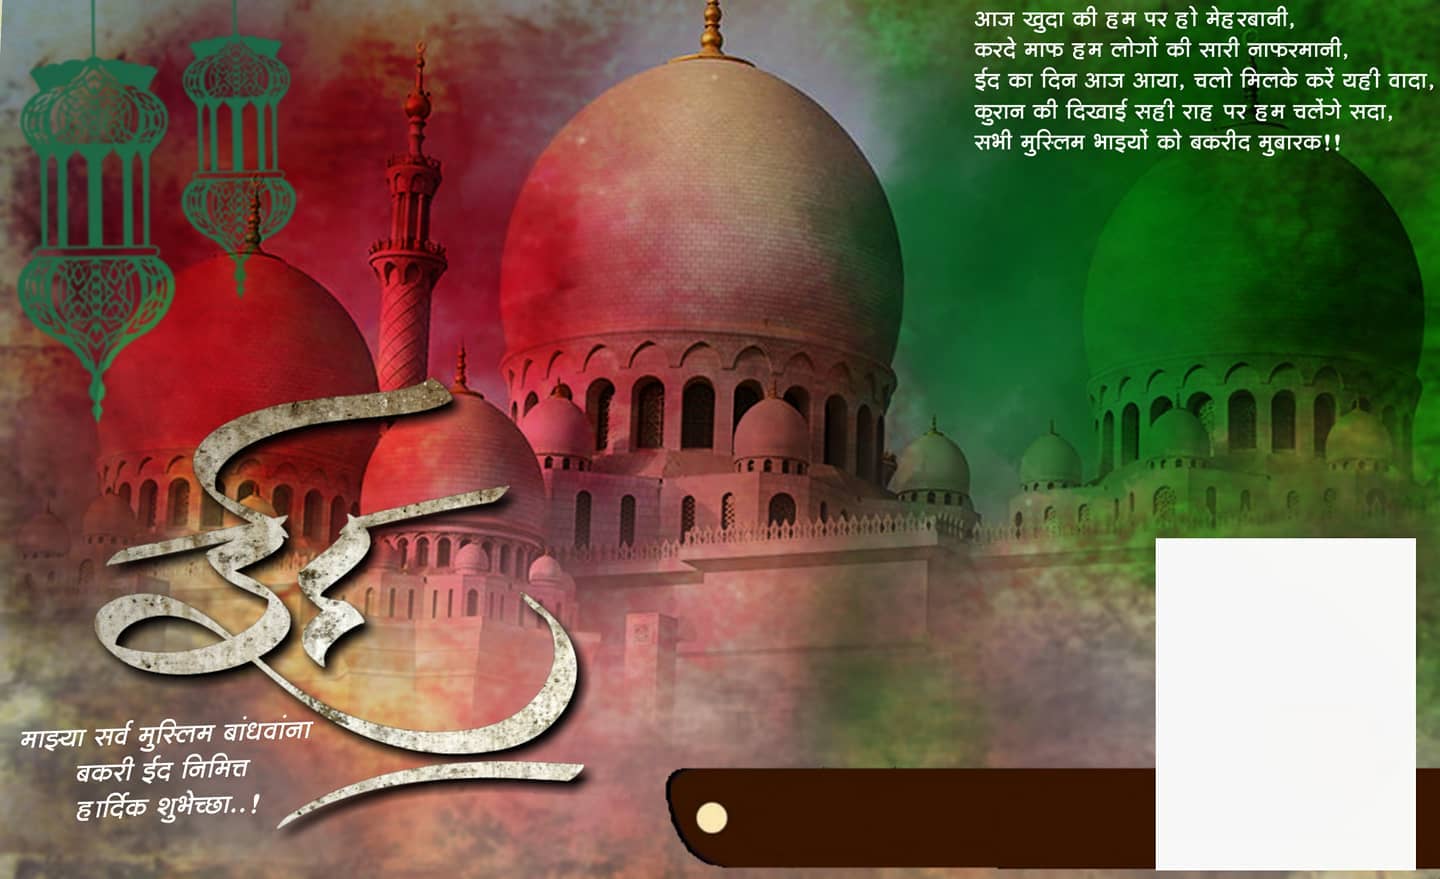 आज खुदा की हम पर हो मेहरबानी,
करदे माफ हम लोगों की सारी नाफरमानी,
ईद का दिन आज आया, चलो मिलके करें यही वादा,
कुरान की दिखाई सही राह पर हम चलेंगे सदा,
सभी मुस्लिम भाइयों को बकरीद मुबारक!!
ईद
माझ्या सर्व मुस्लिम बांधवांना
बकरी ईद निमित्त
हार्दिक शुभेच्छा..!